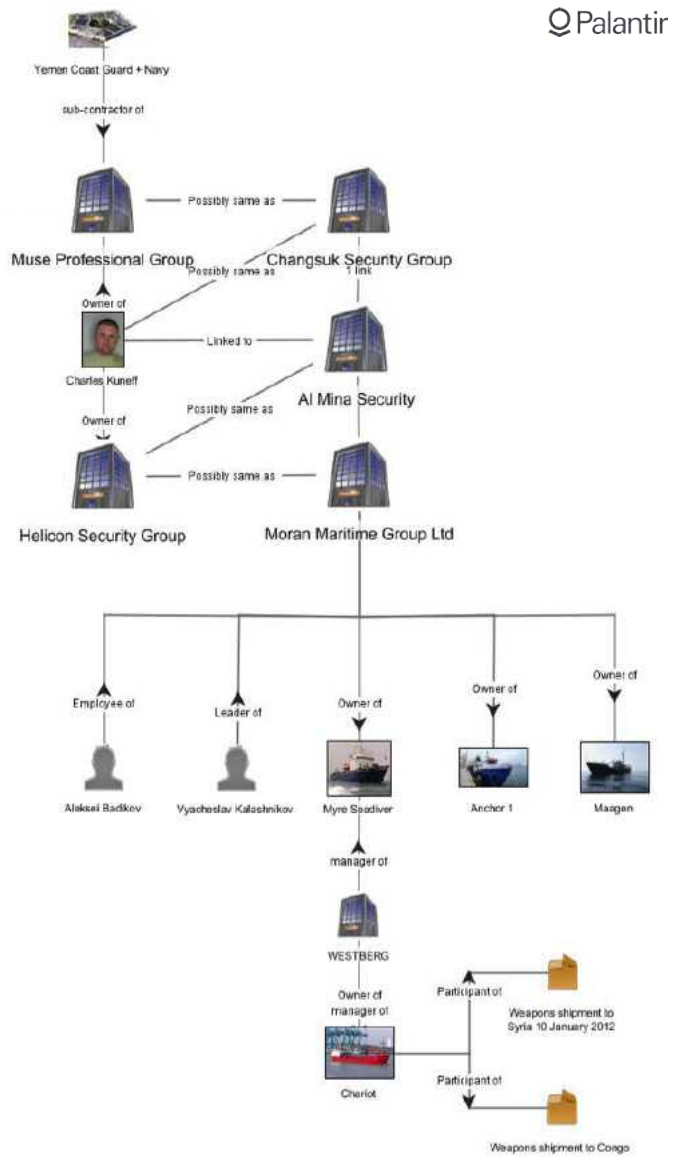 Palantir
Yemen Coast Guard + Navy
sub-contractor of
Possibly same as
Muse Professional Group
Changsuk Security Group
Possibly same as
1 link
Owner of
Linked to
Charles Kuneff
Al Mina Security
Possibly same as
Owner of
Possibly same as
Helicon Security Group
Moran Maritime Group Ltd
Employee of
Leader of
Owner of
Owner of
Owner of
Aleksei Badikov
Vyacheslav Kalashnikov
Myre Seadiver
Anchor 1
Maagen
manager of
WESTBERG
Owner of
manager of
Participant of
Weapons shipment to
Syria 10 January 2012
Chariot
Participant of
Weapons shipment to Congo